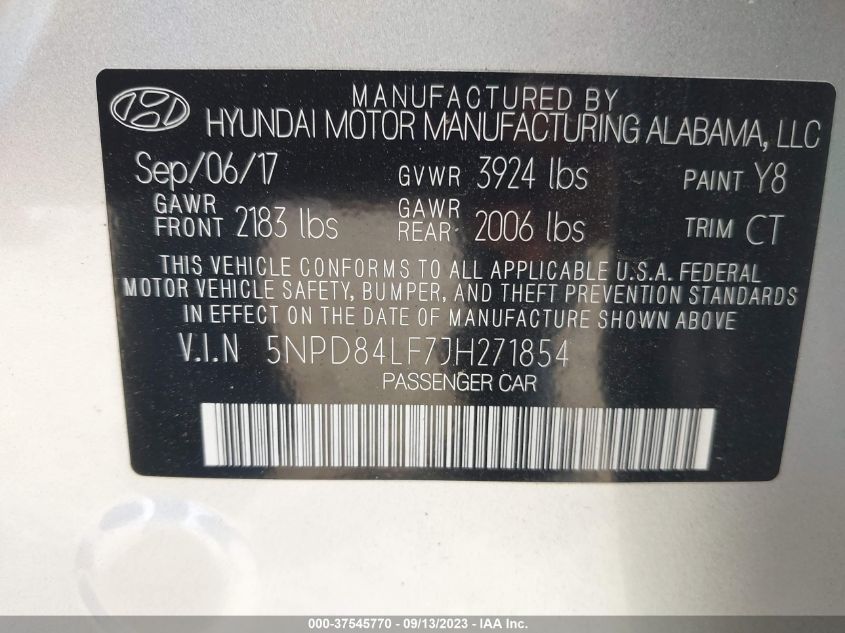 MANUFACTURED BY
HYUNDAI MOTOR MANUFACTURING ALABAMA, LLC
Sep/06/17 GVWR 3924 lbs PAINT Y8
GAWR FRONT 2183 lbs GAWR REAR 2006 lbs TRIM CT
THIS VEHICLE CONFORMS TO ALL APPLICABLE U.S.A. FEDERAL
MOTOR VEHICLE SAFETY, BUMPER, AND THEFT PREVENTION STANDARDS
IN EFFECT ON THE DATE OF MANUFACTURE SHOWN ABOVE
V.I.N 5NPD84LF7JH271854
PASSENGER CAR
000-37545770 - 09/13/2023 - IAA Inc.